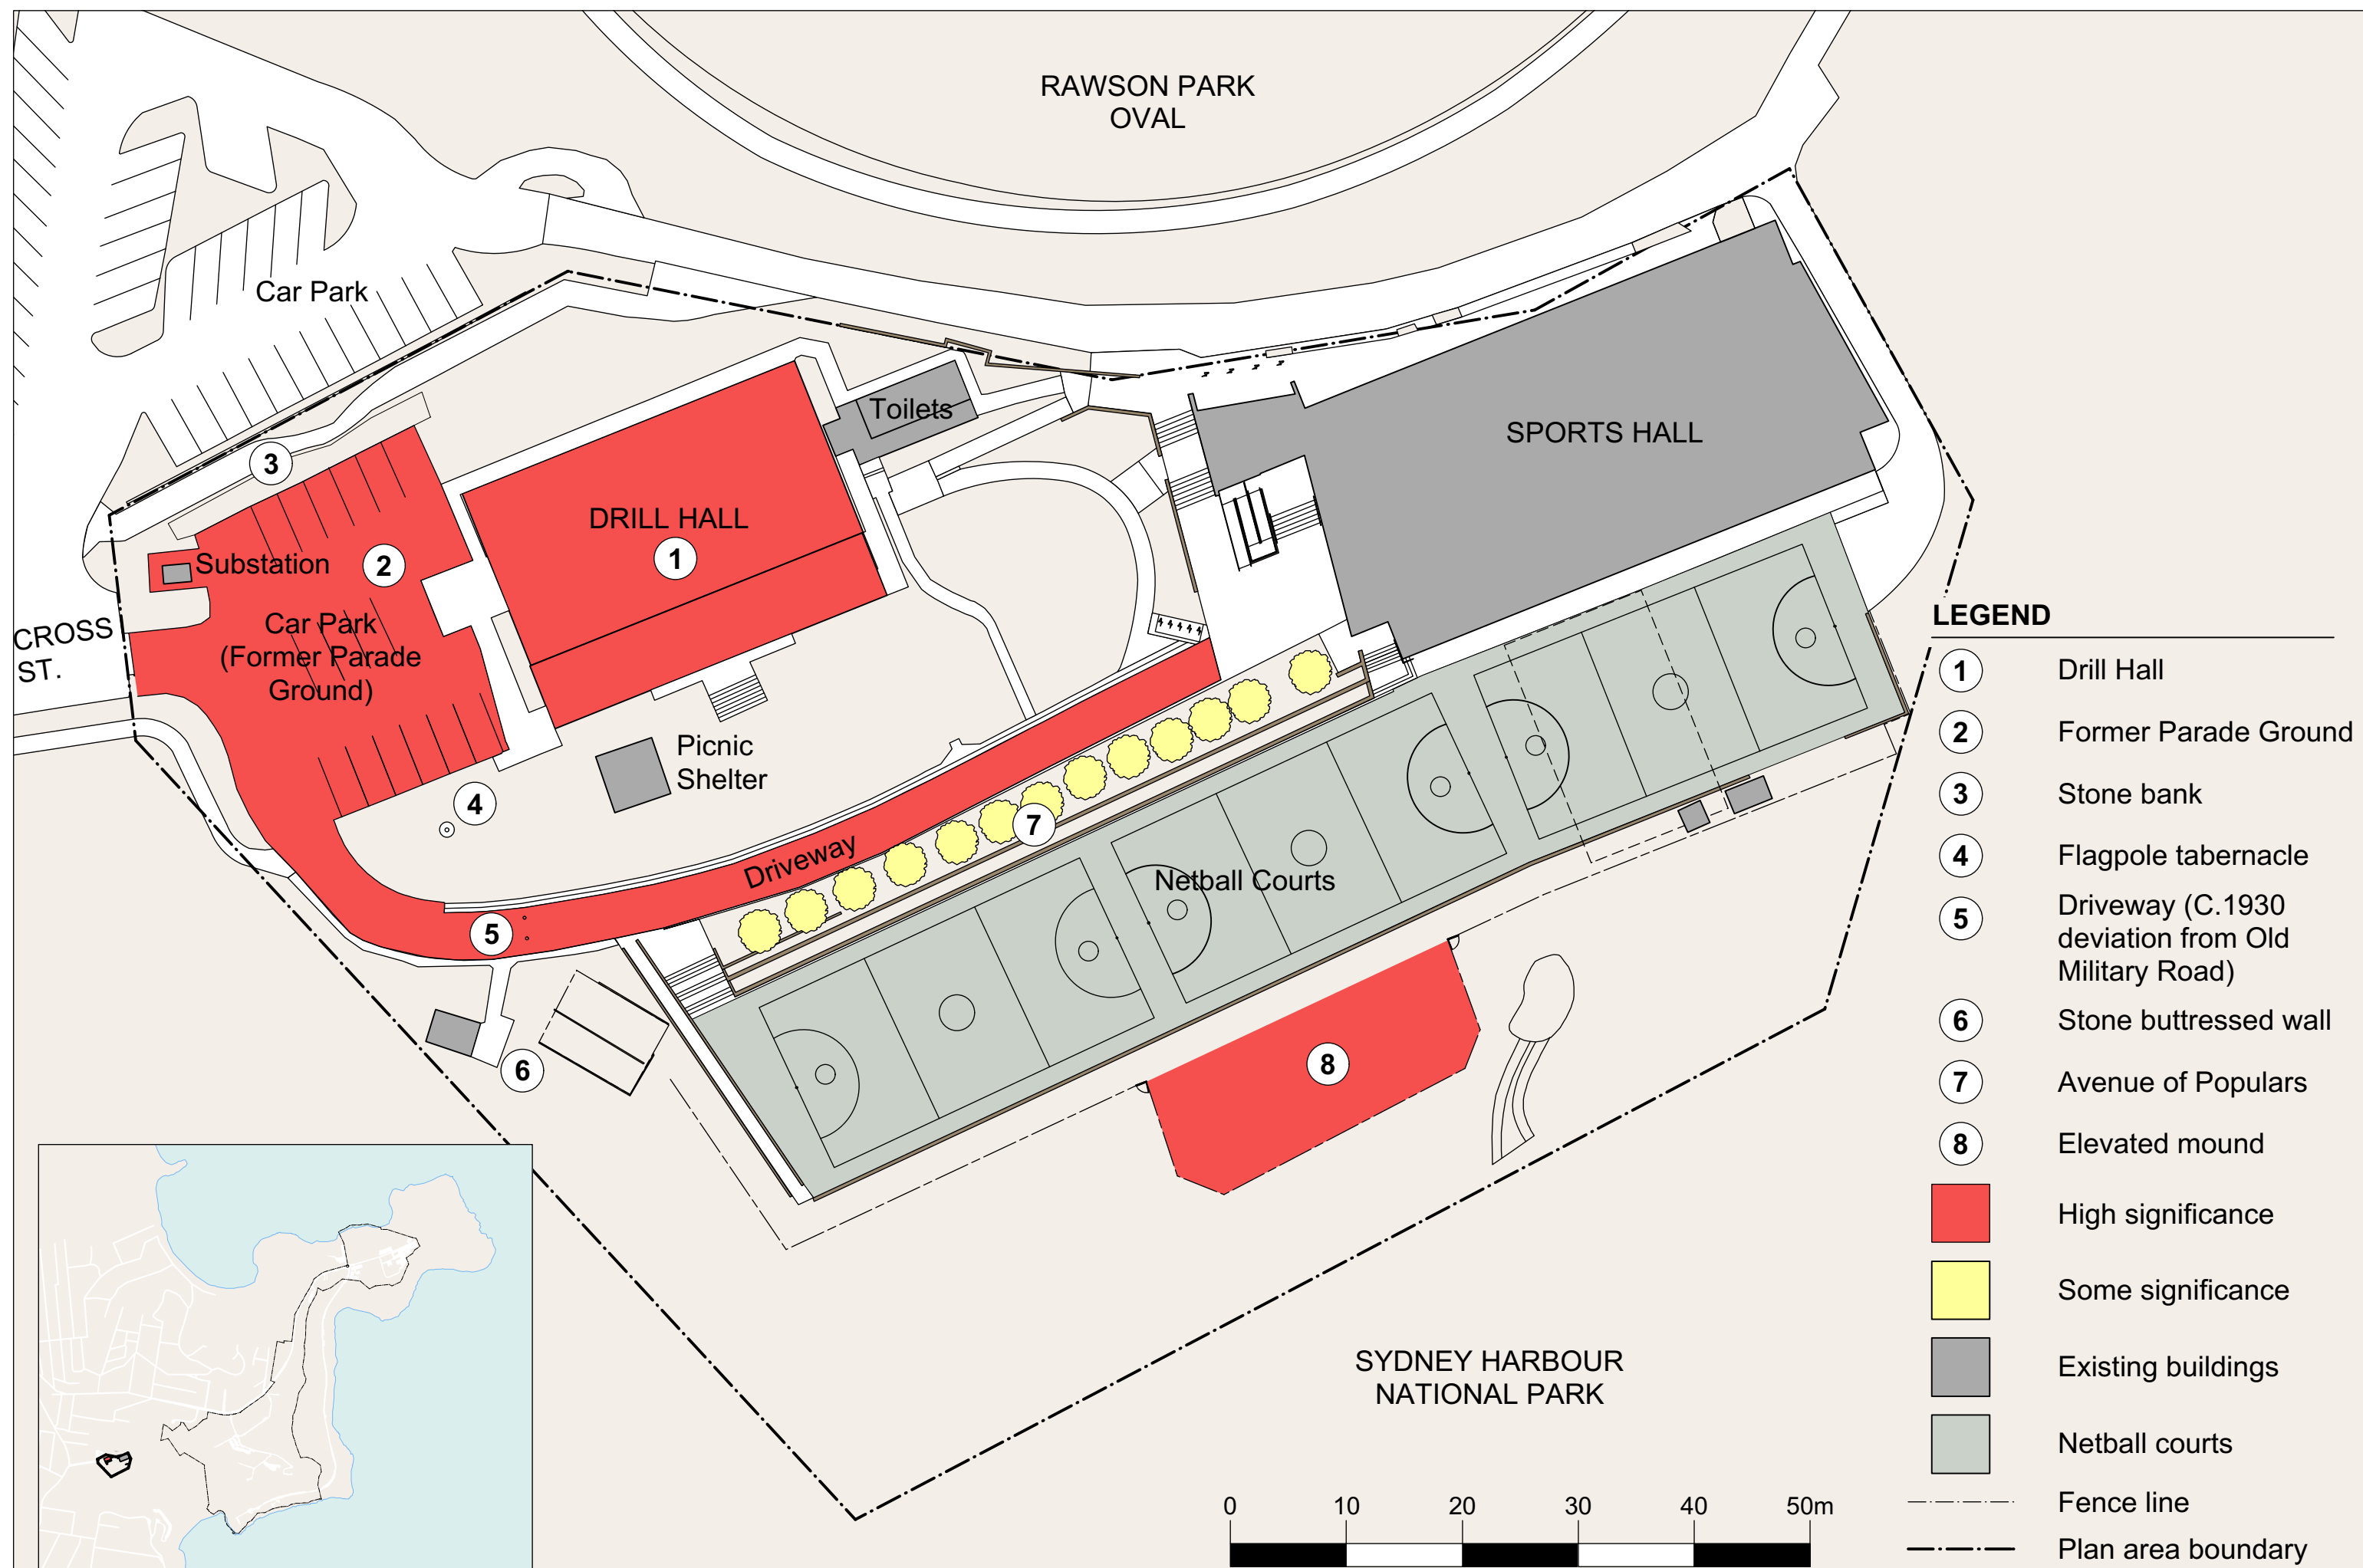 RAWSON PARK
OVAL
Car Park
Toilets
SPORTS HALL
3
DRILL HALL
1
Substation
2
Car Park
(Former Parade
Ground)
CROSS
ST.
Picnic
Shelter
4
7
Driveway
Netball Courts
5
6
8
SYDNEY HARBOUR
NATIONAL PARK
0 10 20 30 40 50m
LEGEND
1 Drill Hall
2 Former Parade Ground
3 Stone bank
4 Flagpole tabernacle
5 Driveway (C.1930
deviation from Old
Military Road)
6 Stone buttressed wall
7 Avenue of Populars
8 Elevated mound
High significance
Some significance
Existing buildings
Netball courts
Fence line
Plan area boundary